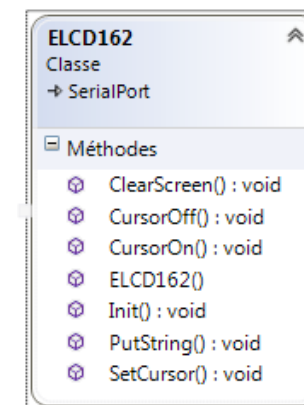 ELCD162
Classe
→ SerialPort
Méthodes
ClearScreen() : void
CursorOff() : void
CursorOn() : void
ELCD162()
Init() : void
PutString() : void
SetCursor() : void